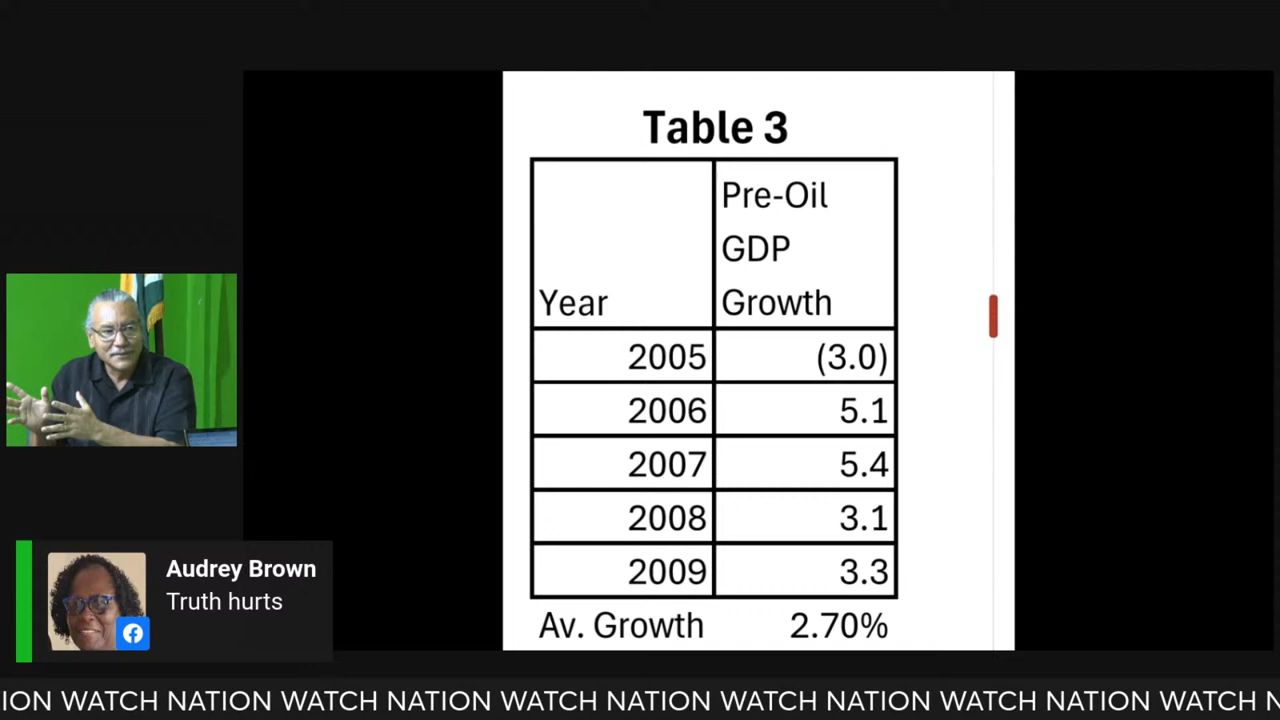 Table 3
Pre-Oil
GDP
Year Growth
2005 (3.0)
2006 5.1
2007 5.4
2008 3.1
2009 3.3
Av. Growth 2.70%
Audrey Brown
Truth hurts
ION WATCH NATION WATCH NATION WATCH NATION WATCH NATION WATCH NATION WATCH N